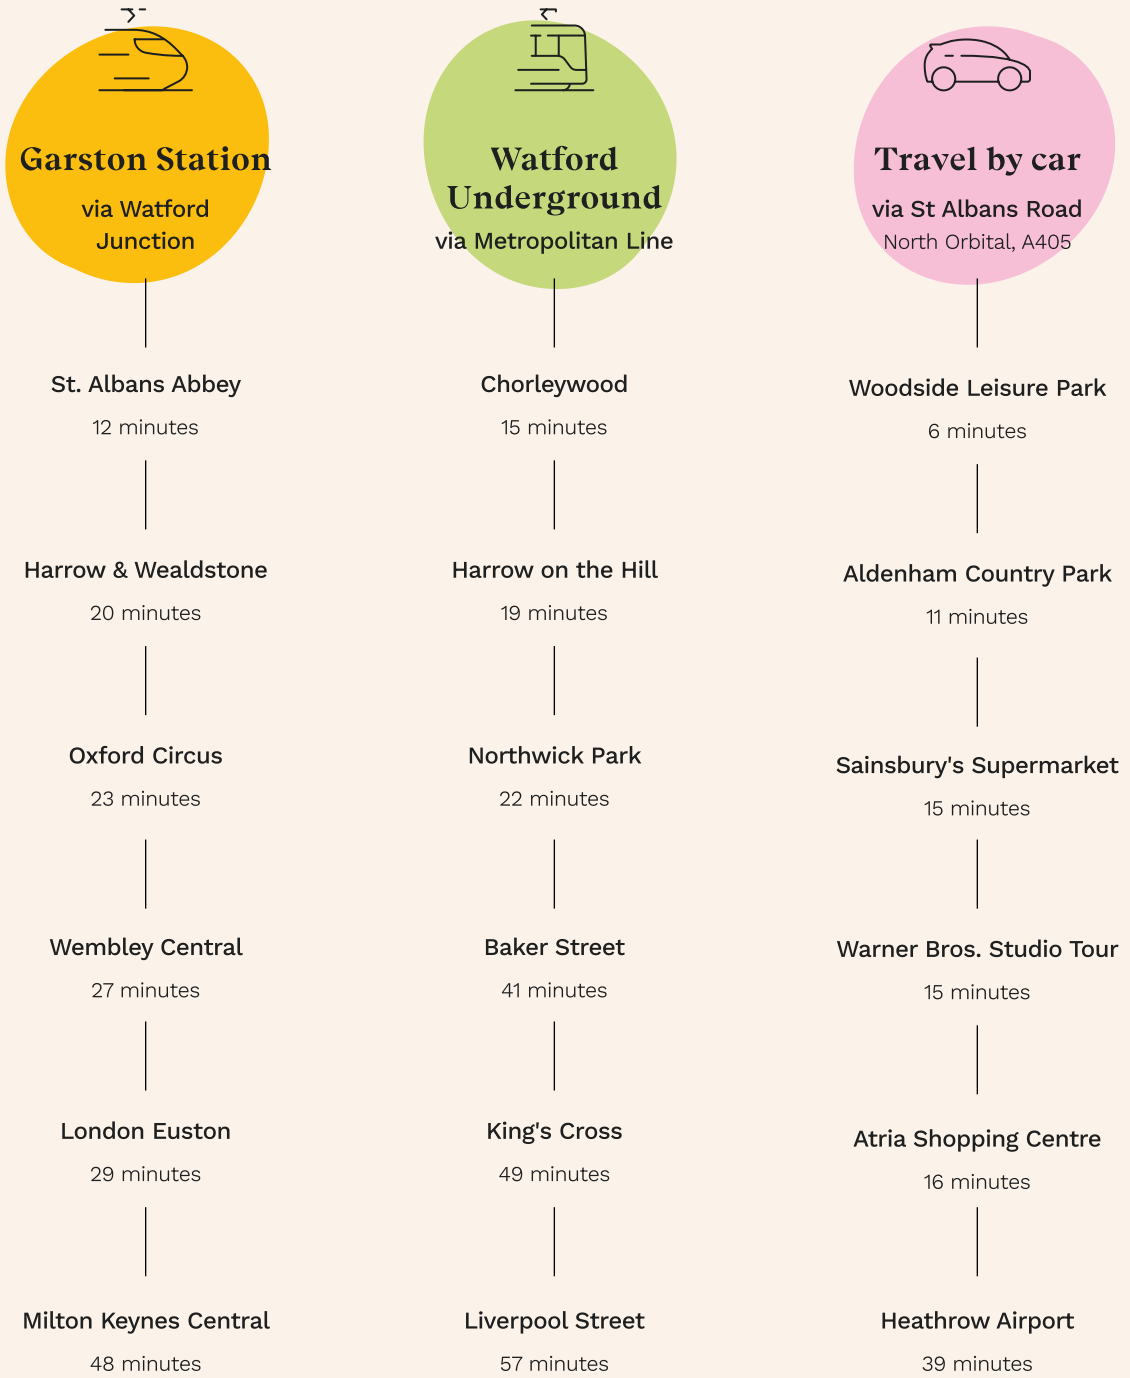 Garston Station
via Watford
Junction
St. Albans Abbey
12 minutes
Harrow & Wealdstone
20 minutes
Oxford Circus
23 minutes
Wembley Central
27 minutes
London Euston
29 minutes
Milton Keynes Central
48 minutes
Watford
Underground
via Metropolitan Line
Chorleywood
15 minutes
Harrow on the Hill
19 minutes
Northwick Park
22 minutes
Baker Street
41 minutes
King's Cross
49 minutes
Liverpool Street
57 minutes
Travel by car
via St Albans Road
North Orbital, A405
Woodside Leisure Park
6 minutes
Aldenham Country Park
11 minutes
Sainsbury's Supermarket
15 minutes
Warner Bros. Studio Tour
15 minutes
Atria Shopping Centre
16 minutes
Heathrow Airport
39 minutes